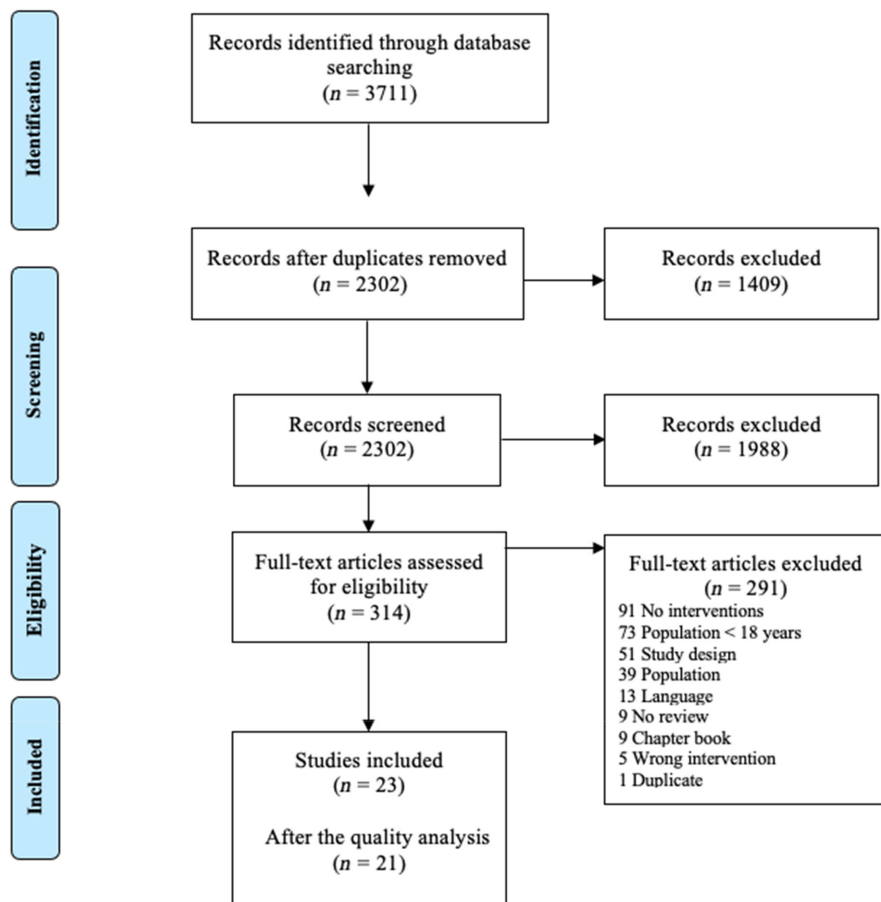 Identification
Records identified through database
searching
(n = 3711)
Records after duplicates removed
(n = 2302)
Records excluded
(n = 1409)
Screening
Records screened
(n = 2302)
Records excluded
(n = 1988)
Eligibility
Full-text articles assessed
for eligibility
(n = 314)
Full-text articles excluded
(n = 291)
91 No interventions
73 Population < 18 years
51 Study design
39 Population
13 Language
9 No review
9 Chapter book
5 Wrong intervention
1 Duplicate
Included
Studies included
(n = 23)
After the quality analysis
(n = 21)